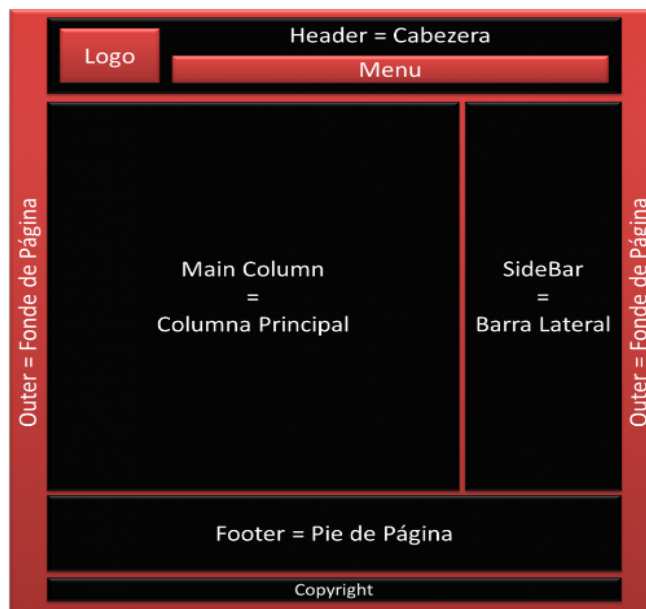 Header = Cabezera
Logo
Menu
Outer = Fonde de Página
Main Column
=
Columna Principal
SideBar
=
Barra Lateral
Outer = Fonde de Página
Footer = Pie de Página
Copyright